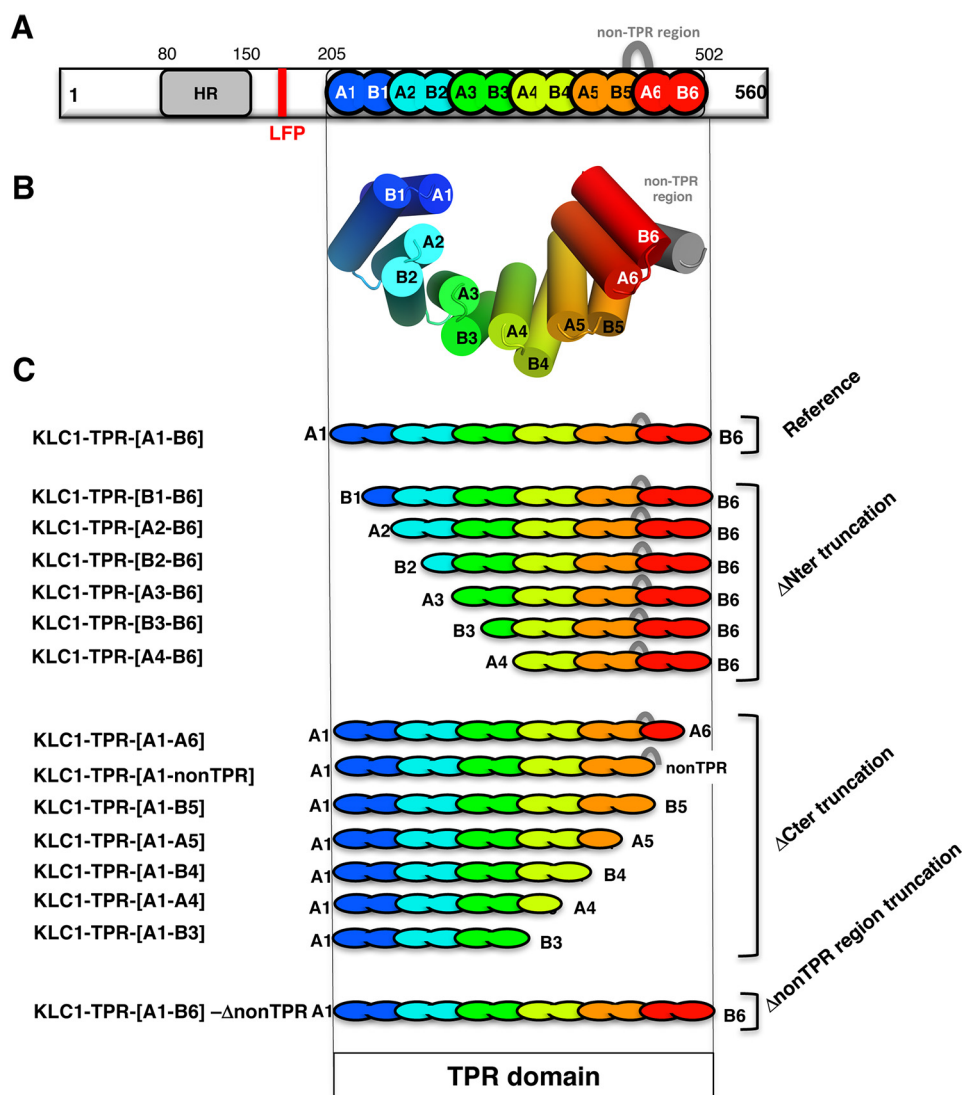 A
non-TPR region
80 150 205 502
1 HR A1 B1 A2 B2 A3 B3 A4 B4 A5 B5 A6 B6 560
LFP
B
non-TPR
region
B1 A1
A2
B2
B6
A3
A6
B3 A4 A5 B5
B4
C
Reference
KLC1-TPR-[A1-B6] A1 B6
ΔNter truncation
KLC1-TPR-[B1-B6] B1 B6
KLC1-TPR-[A2-B6] A2 B6
KLC1-TPR-[B2-B6] B2 B6
KLC1-TPR-[A3-B6] A3 B6
KLC1-TPR-[B3-B6] B3 B6
KLC1-TPR-[A4-B6] A4 B6
ΔCter truncation
KLC1-TPR-[A1-A6] A1 A6
KLC1-TPR-[A1-nonTPR] A1 nonTPR
KLC1-TPR-[A1-B5] A1 B5
KLC1-TPR-[A1-A5] A1 A5
KLC1-TPR-[A1-B4] A1 B4
KLC1-TPR-[A1-A4] A1 A4
KLC1-TPR-[A1-B3] A1 B3
ΔnonTPR region truncation
KLC1-TPR-[A1-B6] –ΔnonTPR A1 B6
TPR domain